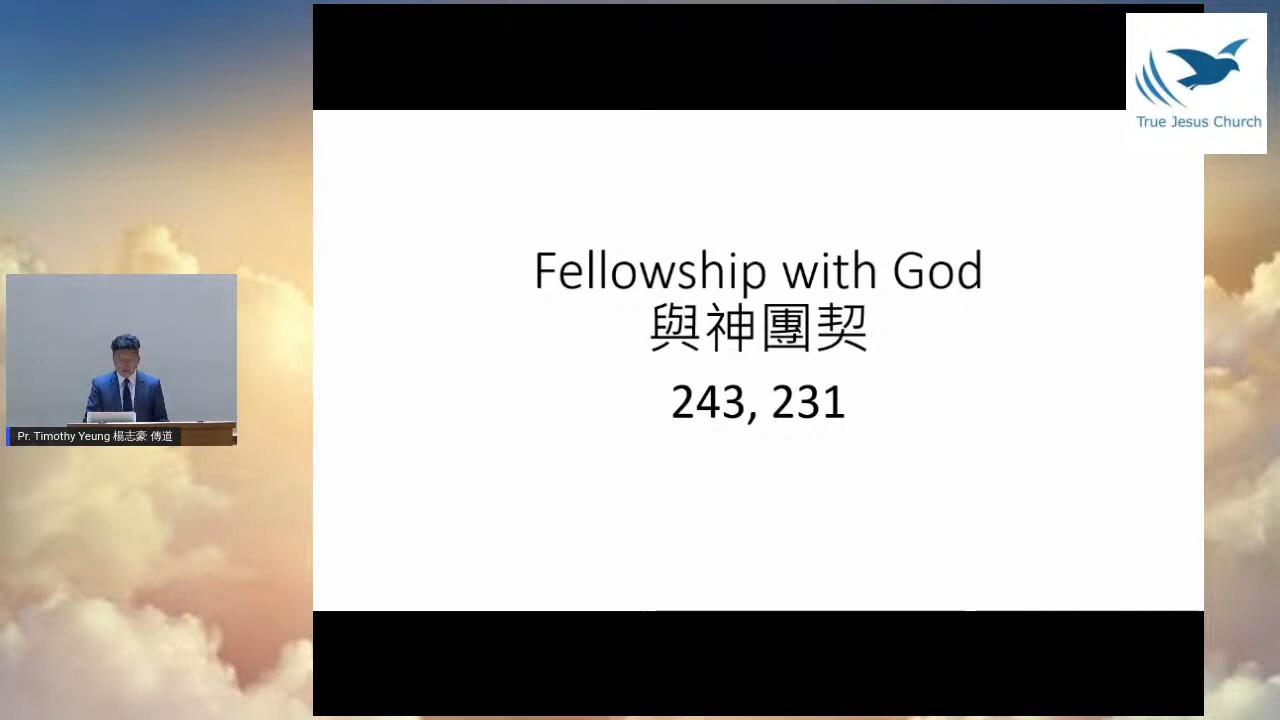 True Jesus Church
Fellowship with God
與神團契
243, 231
Pr. Timothy Yeung 楊志豪 傳道